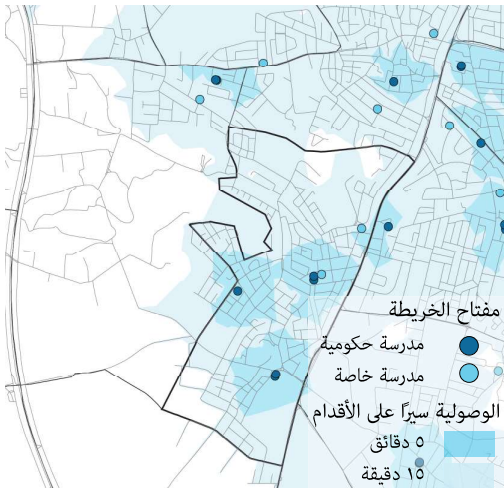 مفتاح الخريطة
مدرسة حكومية
مدرسة خاصة
الوصولية سيرًا على الأقدام
٥ دقائق
١٥ دقيقة